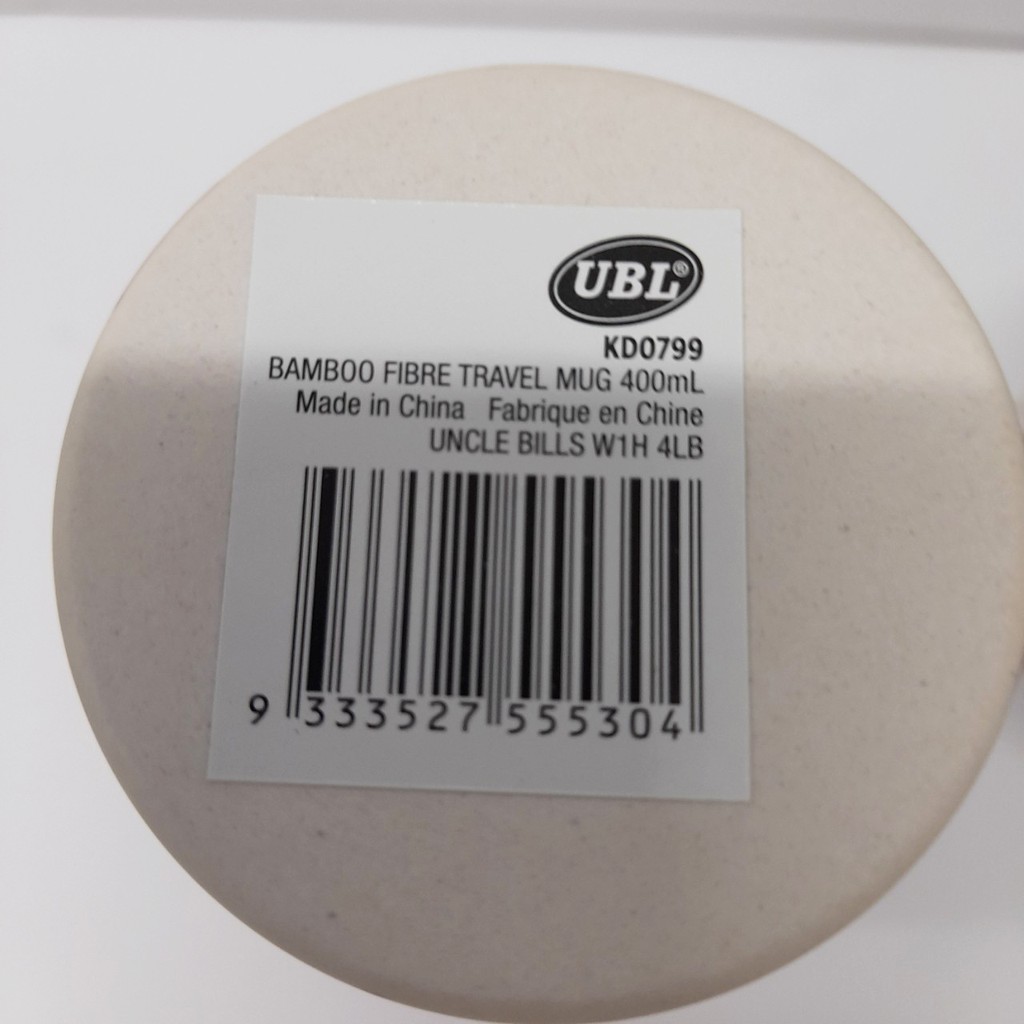 UBL®
KD0799
BAMBOO FIBRE TRAVEL MUG 400mL
Made in China Fabrique en Chine
UNCLE BILLS W1H 4LB
9 333527 555304